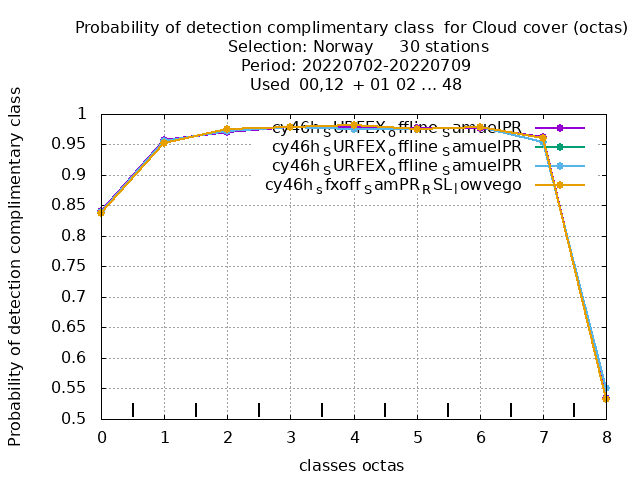 Probability of detection complimentary class  for Cloud cover (octas)
Selection: Norway     30 stations
Period: 20220702-20220709
Used  00,12  + 01 02 ... 48
Probability of detection complimentary class
1
0.95
0.9
0.85
0.8
0.75
0.7
0.65
0.6
0.55
0.5
cy46h_SURFEX_offline_samuelPR
cy46h_SURFEX_offline_samuelPR
cy46h_SURFEX_offline_samuelPR
cy46h_sfxoff_samPR_RSL_lowvego
0 1 2 3 4 5 6 7 8
classes octas